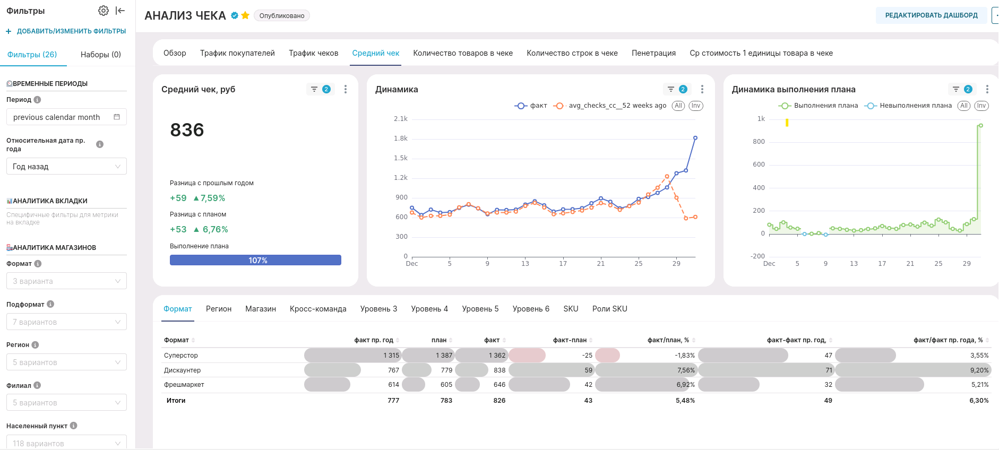 Фильтры
+ ДОБАВИТЬ/ИЗМЕНИТЬ ФИЛЬТРЫ
Фильтры (26) Наборы (0)
ВРЕМЕННЫЕ ПЕРИОДЫ
Период
previous calendar month
Относительная дата пр.
года
Год назад
АНАЛИТИКА ВКЛАДКИ
Специфичные фильтры для метрики
на вкладке
АНАЛИТИКА МАГАЗИНОВ
Формат
3 варианта
Подформат
7 вариантов
Регион
5 вариантов
Филиал
5 вариантов
Населенный пункт
118 вариантов
АНАЛИЗ ЧЕКА Опубликовано
РЕДАКТИРОВАТЬ ДАШБОРД
Обзор Трафик покупателей Трафик чеков Средний чек Количество товаров в чеке Количество строк в чеке Пенетрация Ср стоимость 1 единицы товара в чеке
Средний чек, руб 2
836
Разница с прошлым годом
+59 ▲7,59%
Разница с планом
+53 ▲ 6,76%
Выполнение плана
107%
Динамика 2
факт avg_checks_cc__52 weeks ago All Inv
2.1k
1.8k
1.5k
1.2k
900
600
300
0
Dec 5 9 13 17 21 25 29
Динамика выполнения плана 2
Выполнения плана Невыполнения плана All Inv
1k
800
600
400
200
0
-200
Dec 5 9 13 17 21 25 29
Формат Регион Магазин Кросс-команда Уровень 3 Уровень 4 Уровень 5 Уровень 6 SKU Роли SKU
Формат факт пр. год план факт факт-план факт/план, % факт-факт пр. год, факт/факт пр. года, %
Суперстор 1 315 1 387 1 362 -25 -1,83% 47 3,55%
Дискаунтер 767 779 838 59 7,56% 71 9,20%
Фрешмаркет 614 605 646 42 6,92% 32 5,21%
Итоги 777 783 826 43 5,48% 49 6,30%